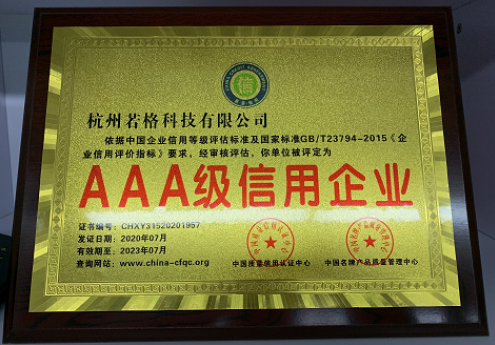 杭州若格科技有限公司
依据中国企业信用等级评估标准及国家标准GB/T23794-2015《企
业信用评价指标》要求，经审核评估，你单位被评定为
AAA级信用企业
证书编号：CHXY31520201957
发证日期：2020年07月
有效期至：2023年07月
查询网站：www.china-cfqc.org
中国质量信用认证中心
中国名牌产品质量管理中心